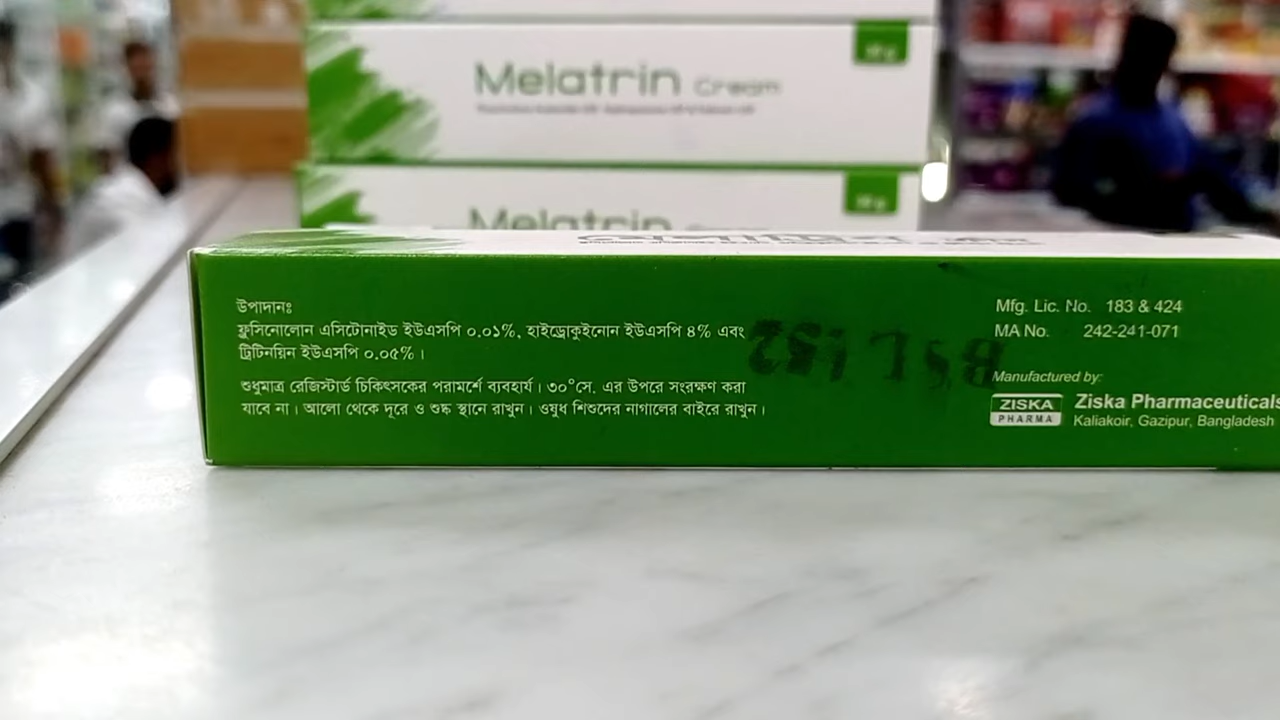 Melatrin Cream
Melatrin
উপাদানঃ
ফ্লুসিনোলোন এসিটোনাইড ইউএসপি ০.০১%, হাইড্রোকুইনোন ইউএসপি ৪% এবং
ট্রিটিনয়িন ইউএসপি ০.০৫%।
শুধুমাত্র রেজিস্টার্ড চিকিৎসকের পরামর্শে ব্যবহার্য। ৩০°সে. এর উপরে সংরক্ষণ করা
যাবে না। আলো থেকে দূরে ও শুষ্ক স্থানে রাখুন। ওষুধ শিশুদের নাগালের বাইরে রাখুন।
Mfg. Lic. No. 183 & 424
MA No. 242-241-071
Manufactured by:
ZISKA
PHARMA
Ziska Pharmaceuticals
Kaliakoir, Gazipur, Bangladesh